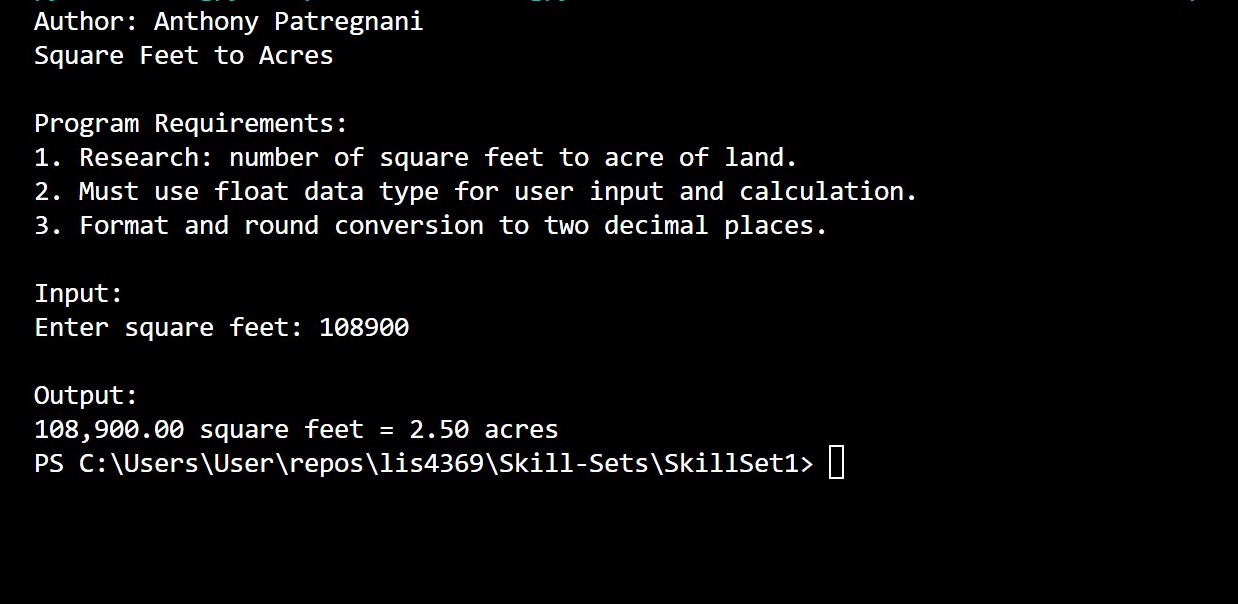 Author: Anthony Patregnani
Square Feet to Acres
Program Requirements:
1. Research: number of square feet to acre of land.
2. Must use float data type for user input and calculation.
3. Format and round conversion to two decimal places.
Input:
Enter square feet: 108900
Output:
108,900.00 square feet = 2.50 acres
PS C:\Users\User\repos\lis4369\Skill-Sets\SkillSet1>